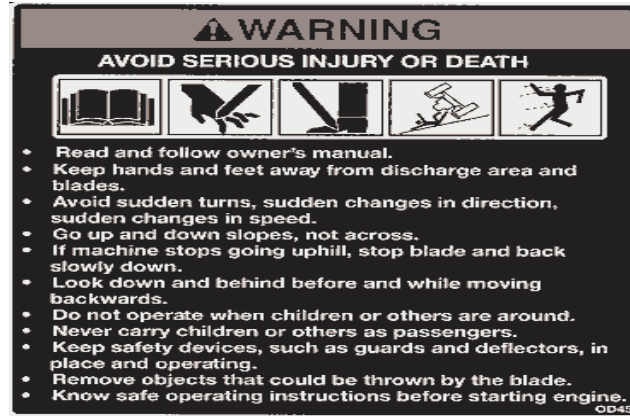 WARNING
AVOID SERIOUS INJURY OR DEATH
• Read and follow owner's manual.
• Keep hands and feet away from discharge area and
blades.
• Avoid sudden turns, sudden changes in direction,
sudden changes in speed.
• Go up and down slopes, not across.
• If machine stops going uphill, stop blade and back
slowly down.
• Look down and behind before and while moving
backwards.
• Do not operate when children or others are around.
• Never carry children or others as passengers.
• Keep safety devices, such as guards and deflectors, in
place and operating.
• Remove objects that could be thrown by the blade.
• Know safe operating instructions before starting engine.